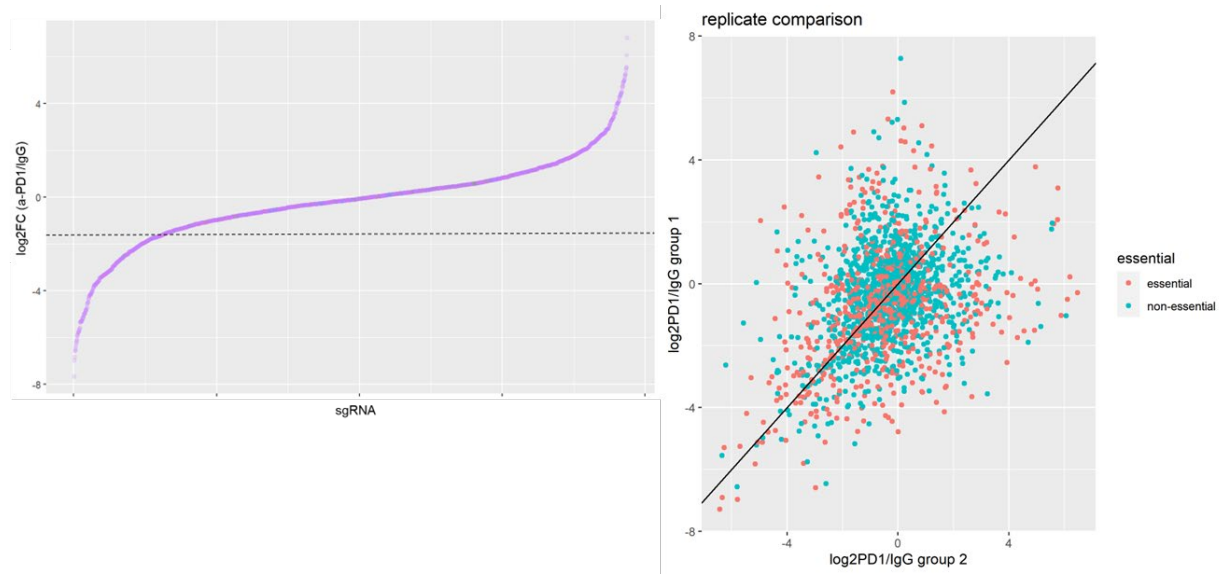 log2FC (a-PD1/IgG)
4
0
-4
-8
sgRNA
replicate comparison
log2PD1/IgG group 1
8
4
0
-4
-8
-4
0
4
log2PD1/IgG group 2
essential
essential
non-essential